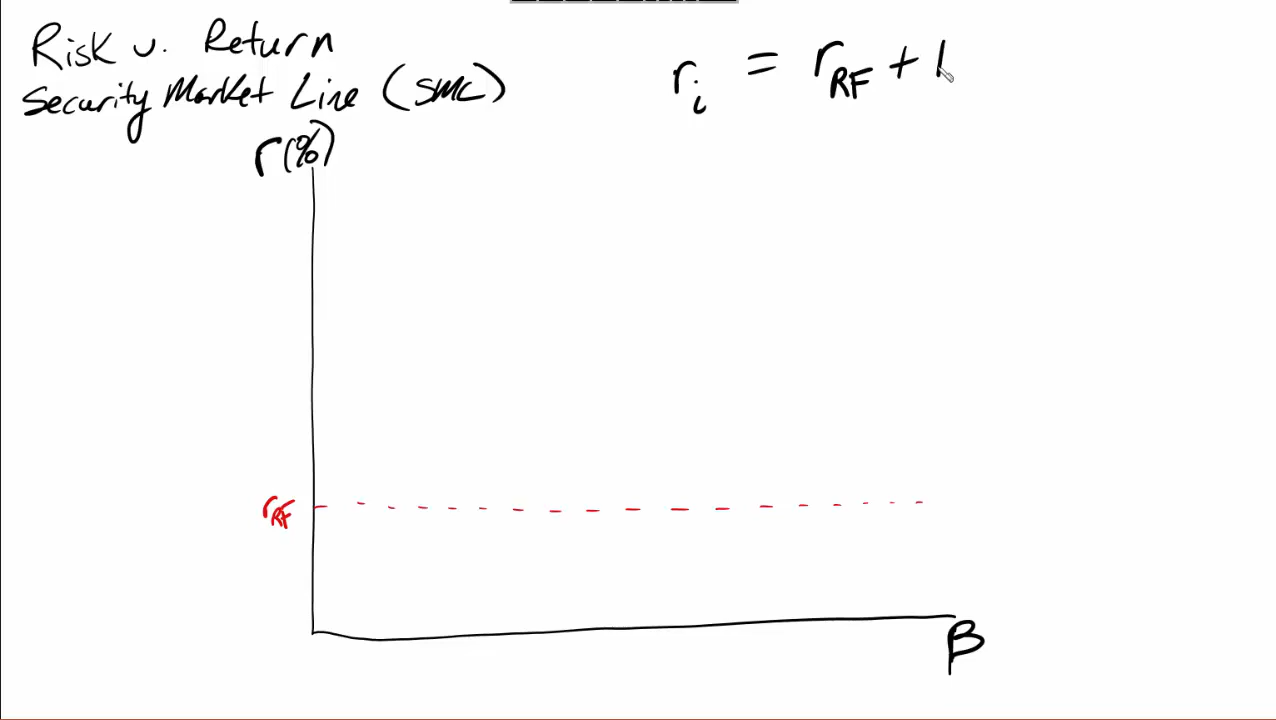 Risk v. Return
Security Market Line (SML)
r_i = r_RF +
r(%)
r_RF
β